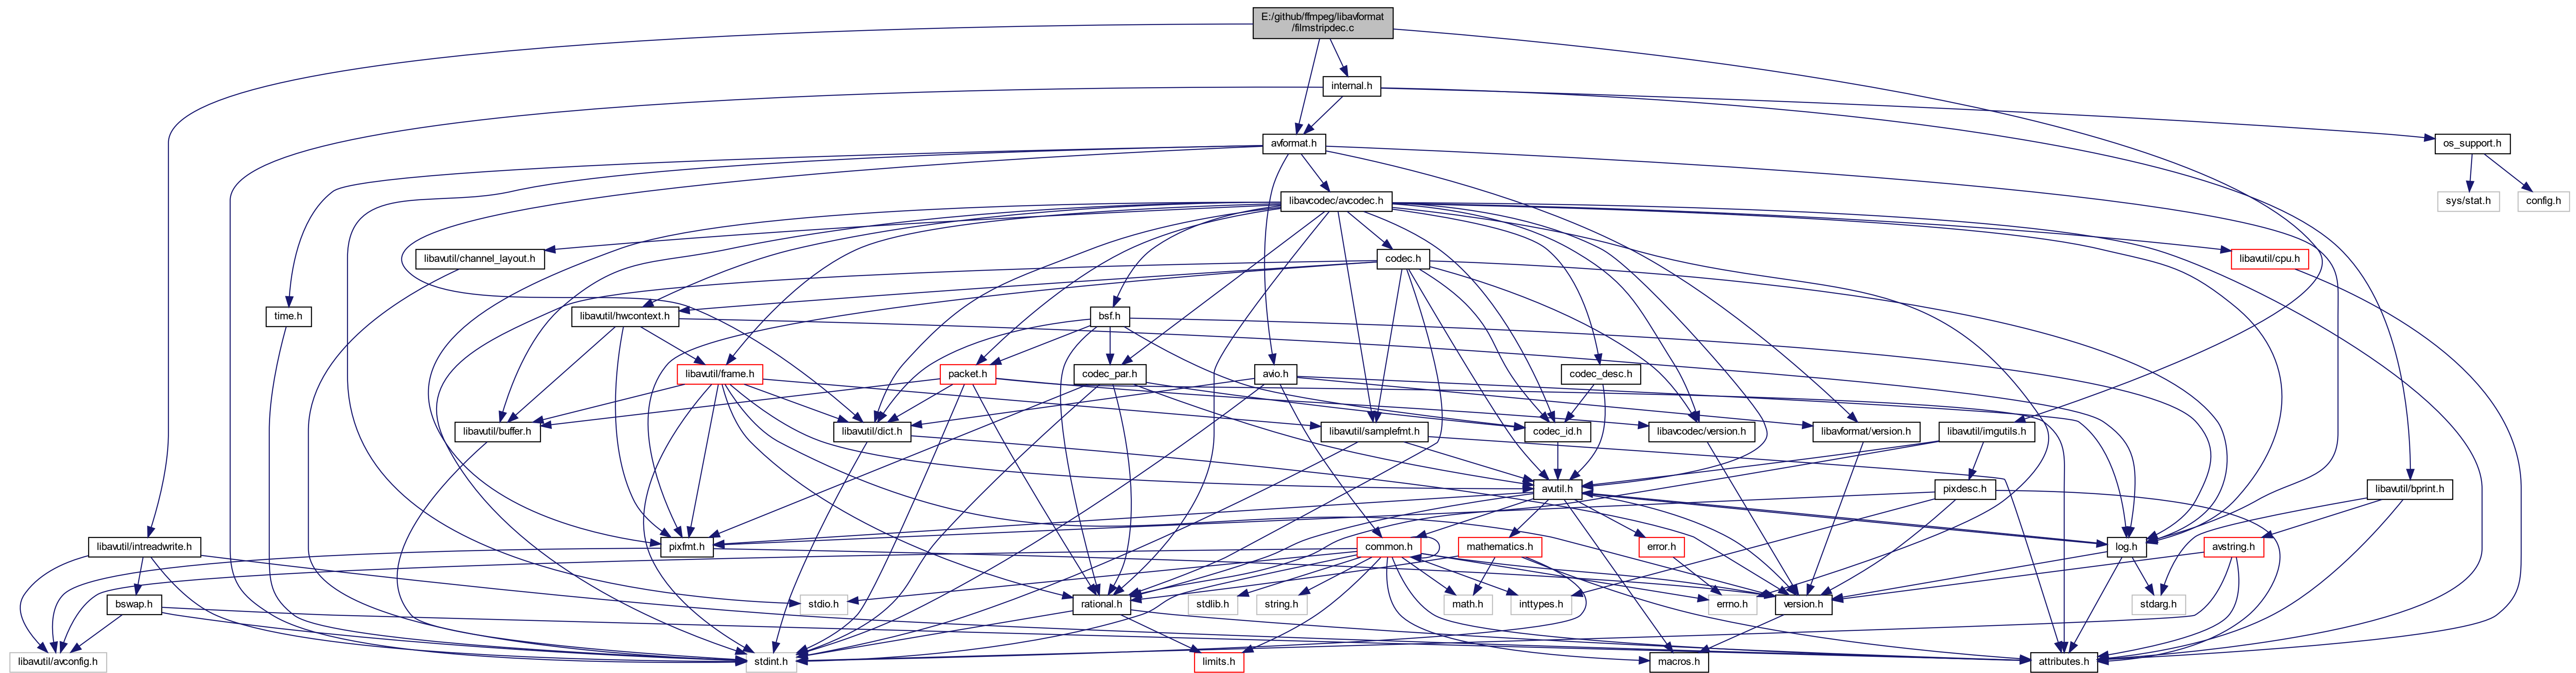 E:/github/ffmpeg/libavformat
/filmstripdec.c
internal.h
avformat.h
os_support.h
libavcodec/avcodec.h
sys/stat.h
config.h
libavutil/channel_layout.h
codec.h
libavutil/cpu.h
time.h
libavutil/hwcontext.h
bsf.h
libavutil/frame.h
packet.h
codec_par.h
avio.h
codec_desc.h
libavutil/buffer.h
libavutil/dict.h
libavutil/samplefmt.h
codec_id.h
libavcodec/version.h
libavformat/version.h
libavutil/imgutils.h
avutil.h
pixdesc.h
libavutil/bprint.h
libavutil/intreadwrite.h
pixfmt.h
common.h
mathematics.h
error.h
log.h
avstring.h
bswap.h
stdio.h
rational.h
stdlib.h
string.h
math.h
inttypes.h
errno.h
version.h
stdarg.h
libavutil/avconfig.h
stdint.h
limits.h
macros.h
attributes.h